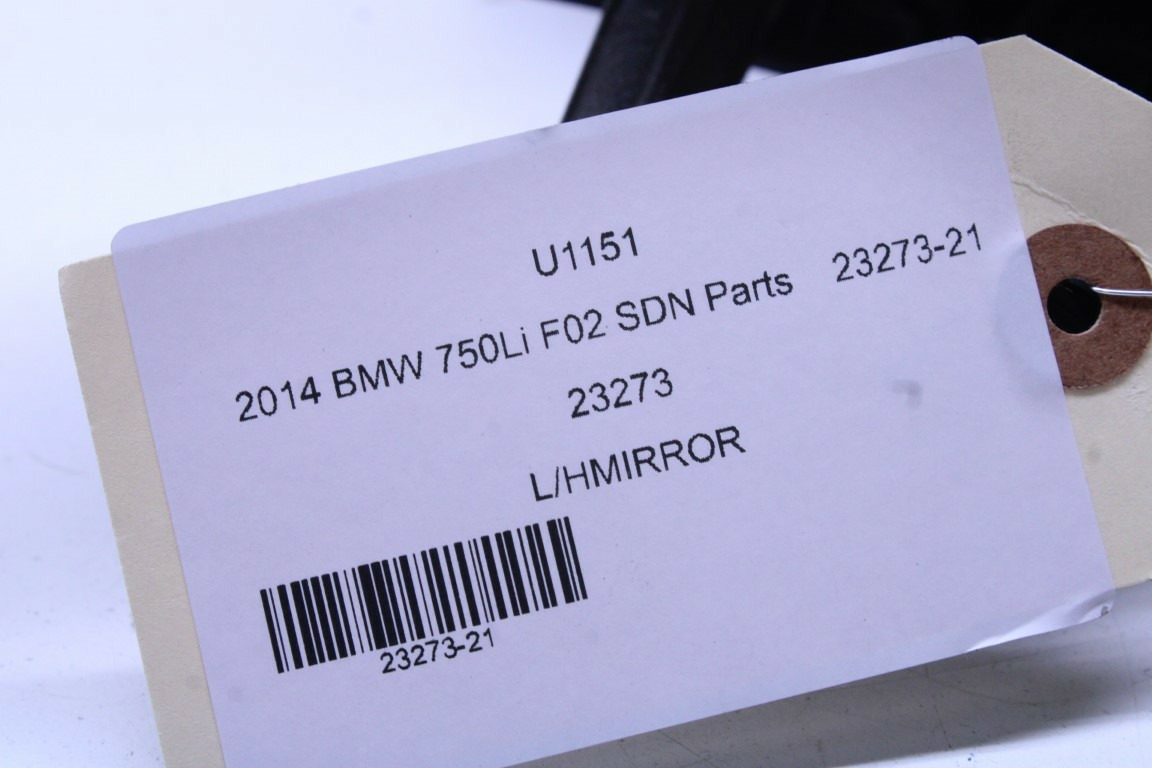 U1151
2014 BMW 750Li F02 SDN Parts 23273-21
23273
L/HMIRROR
23273-21